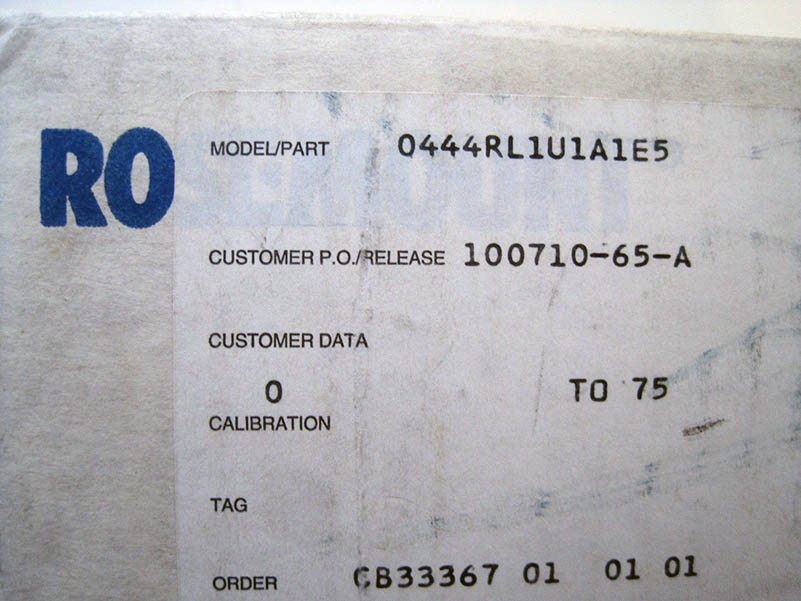 ROSEMOUNT
MODEL/PART 0444RL1U1A1E5
CUSTOMER P.O./RELEASE 100710-65-A
CUSTOMER DATA
0 TO 75
CALIBRATION
TAG
ORDER CB33367 01 01 01